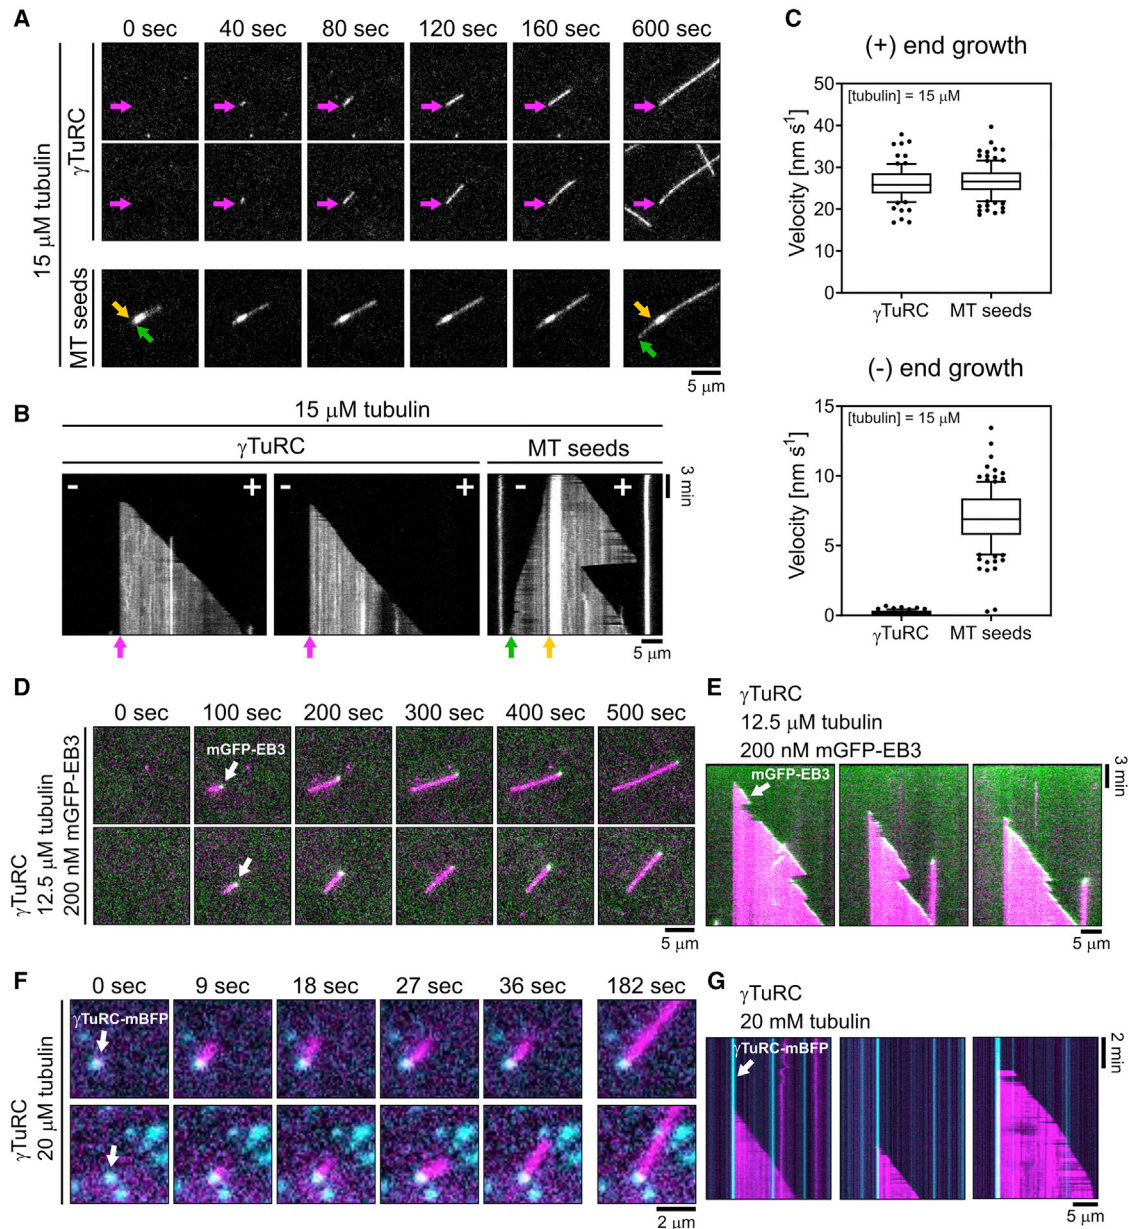 A
0 sec 40 sec 80 sec 120 sec 160 sec 600 sec
15 μM tubulin
γTuRC
MT seeds
5 μm
B
15 μM tubulin
γTuRC MT seeds
- + - + - +
3 min
5 μm
C
(+) end growth
[tubulin] = 15 μM
Velocity [nm s⁻¹]
50
40
30
20
10
0
γTuRC MT seeds
(-) end growth
[tubulin] = 15 μM
Velocity [nm s⁻¹]
15
10
5
0
γTuRC MT seeds
D
0 sec 100 sec 200 sec 300 sec 400 sec 500 sec
γTuRC
12.5 μM tubulin
200 nM mGFP-EB3
mGFP-EB3
5 μm
E
γTuRC
12.5 μM tubulin
200 nM mGFP-EB3
mGFP-EB3
3 min
5 μm
F
0 sec 9 sec 18 sec 27 sec 36 sec 182 sec
γTuRC
20 μM tubulin
γTuRC-mBFP
2 μm
G
γTuRC
20 mM tubulin
γTuRC-mBFP
2 min
5 μm